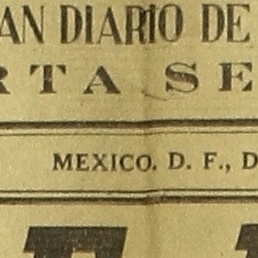 AN DIARIO DE
RTA SE
MEXICO. D. F., D